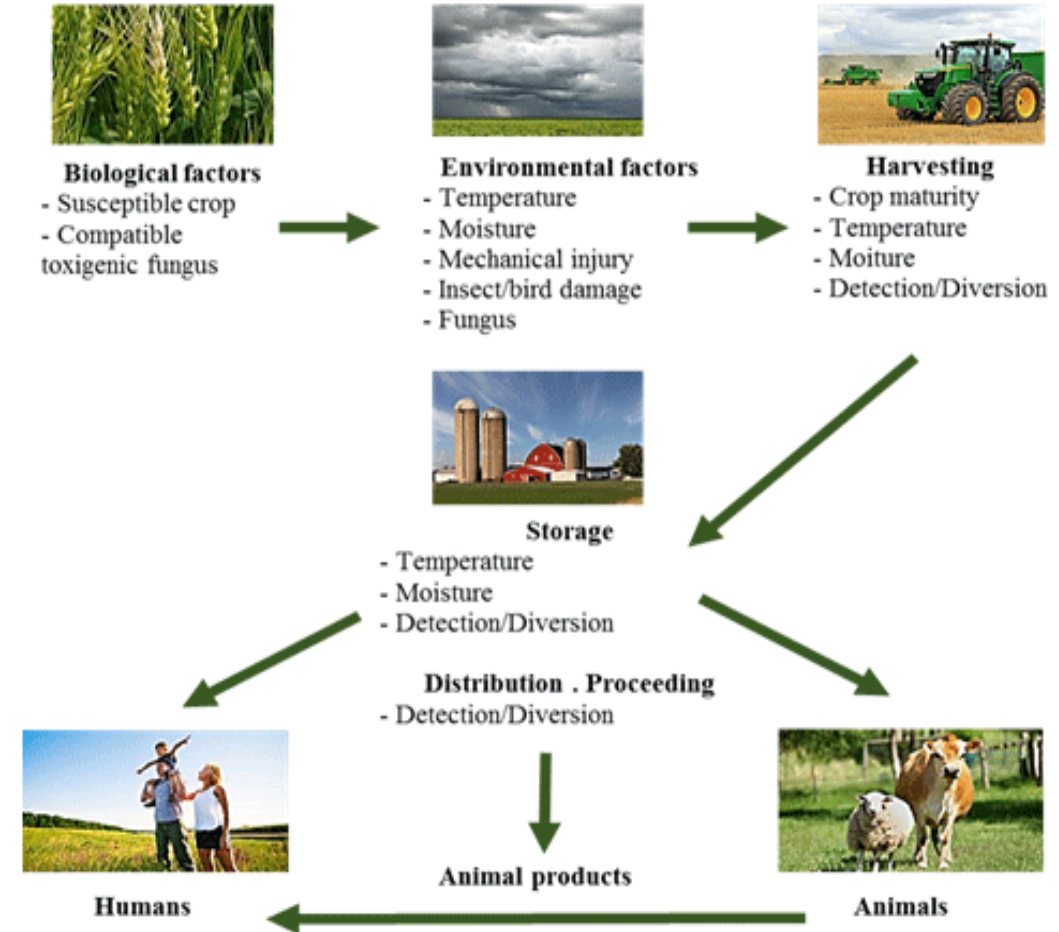 Biological factors
- Susceptible crop
- Compatible
toxigenic fungus
Environmental factors
- Temperature
- Moisture
- Mechanical injury
- Insect/bird damage
- Fungus
Harvesting
- Crop maturity
- Temperature
- Moiture
- Detection/Diversion
Storage
- Temperature
- Moisture
- Detection/Diversion
Distribution . Proceeding
- Detection/Diversion
Animal products
Humans
Animals